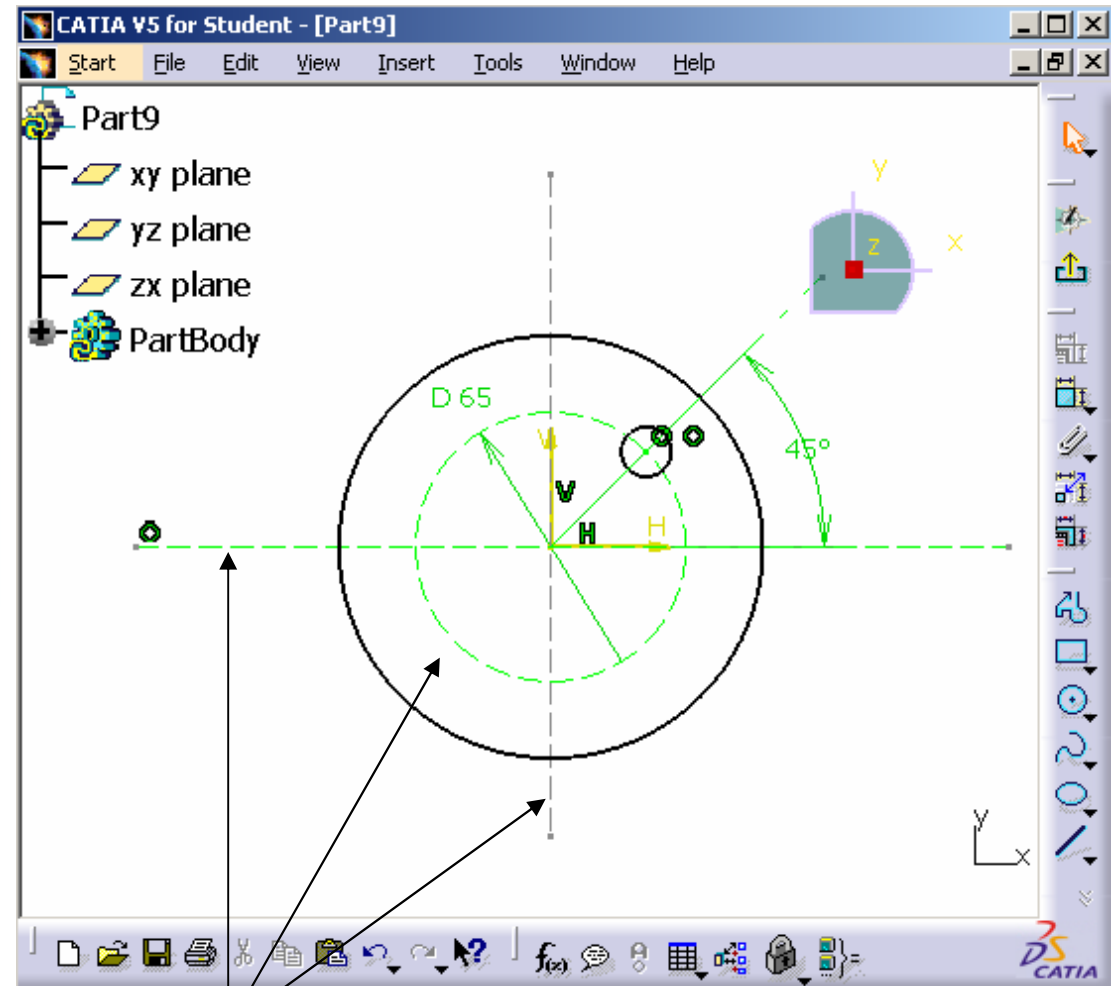 CATIA V5 for Student - [Part9]
Start File Edit View Insert Tools Window Help
Part9
xy plane
yz plane
zx plane
PartBody
y
z
x
D 65
45°
V
V
H
H
y
x
f(x)
CATIA